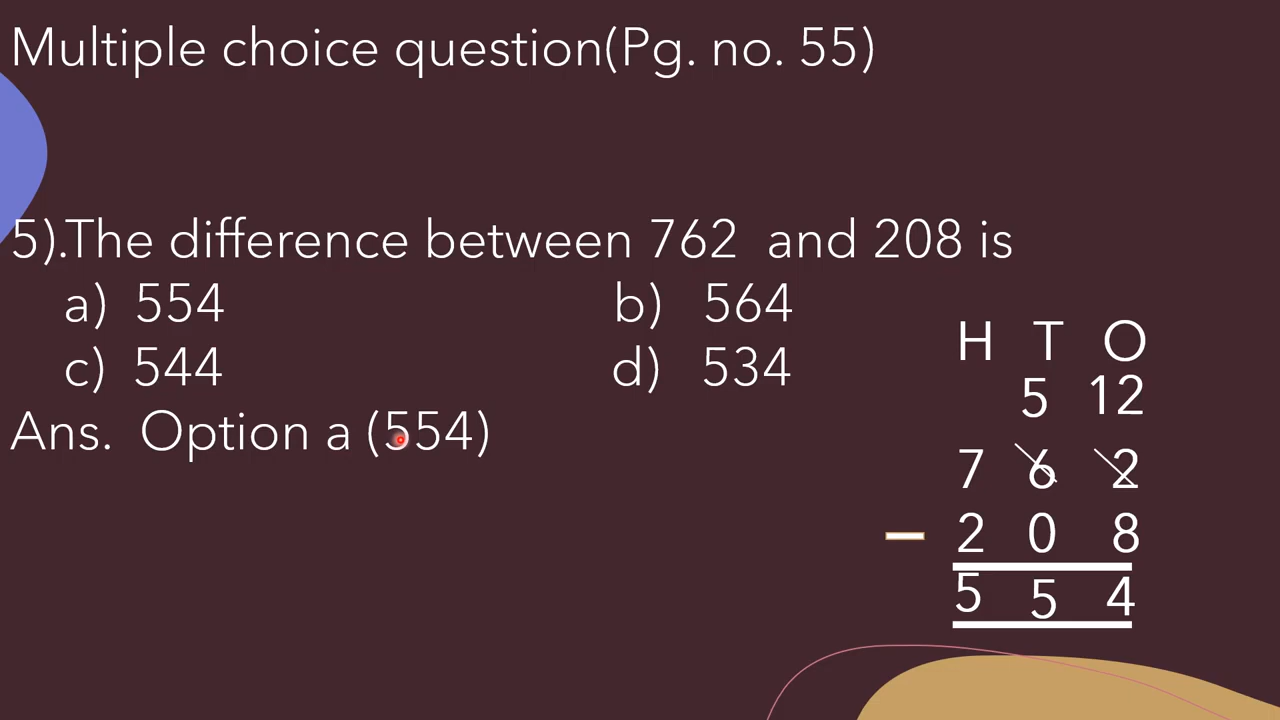 Multiple choice question(Pg. no. 55)
5).The difference between 762 and 208 is
a) 554 b) 564
c) 544 d) 534
Ans. Option a (554)
H T O
5 12
7 6 2
— 2 0 8
5 5 4